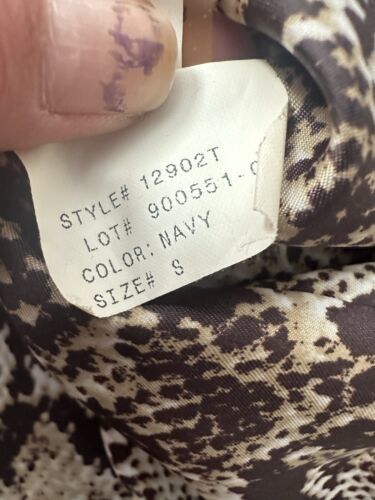 STYLE# 12902T
LOT# 900551-
COLOR: NAVY
SIZE# S